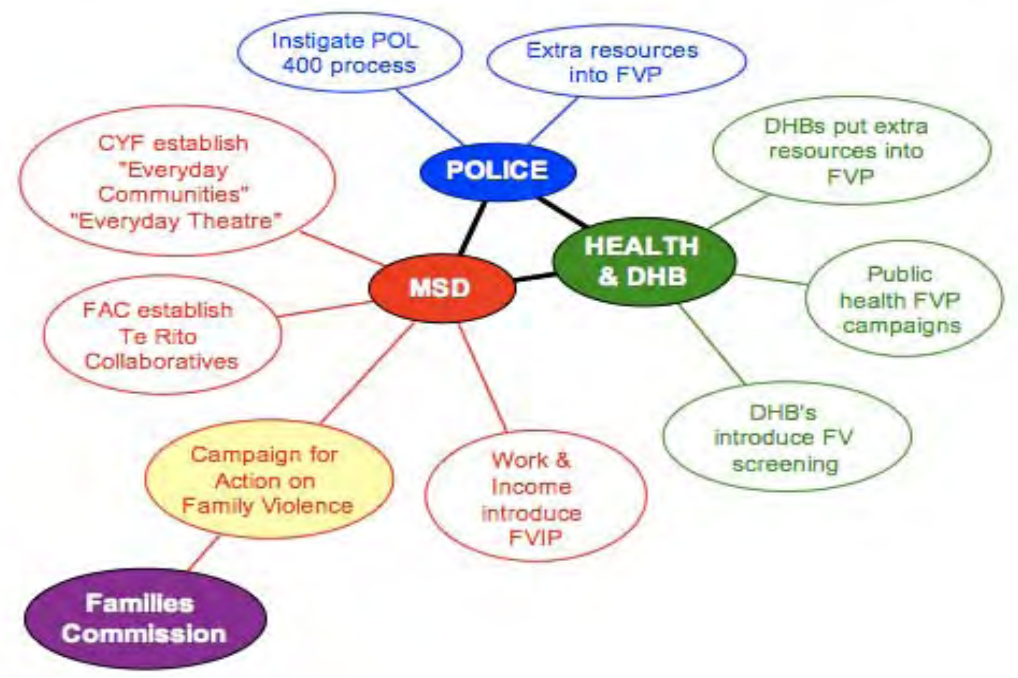 Instigate POL
400 process
Extra resources
into FVP
CYF establish
"Everyday
Communities"
"Everyday Theatre"
POLICE
DHBs put extra
resources into
FVP
HEALTH
& DHB
MSD
Public
health FVP
campaigns
FAC establish
Te Rito
Collaboratives
DHB's
introduce FV
screening
Campaign for
Action on
Family Violence
Work &
Income
introduce
FVIP
Families
Commission